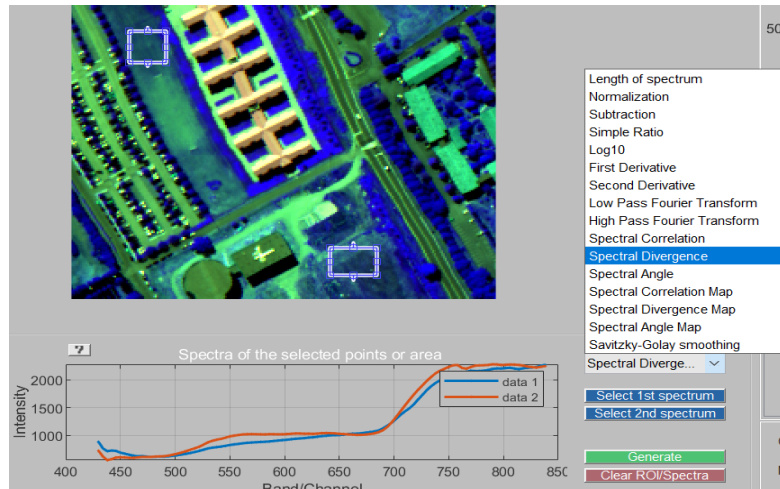 50
Length of spectrum
Normalization
Subtraction
Simple Ratio
Log10
First Derivative
Second Derivative
Low Pass Fourier Transform
High Pass Fourier Transform
Spectral Correlation
Spectral Divergence
Spectral Angle
Spectral Correlation Map
Spectral Divergence Map
Spectral Angle Map
Savitzky-Golay smoothing
Spectral Diverge...
?
Spectra of the selected points or area
Intensity
2000
1500
1000
data 1
data 2
400 450 500 550 600 650 700 750 800 850
Band/Channel
Select 1st spectrum
Select 2nd spectrum
Generate
Clear ROI/Spectra